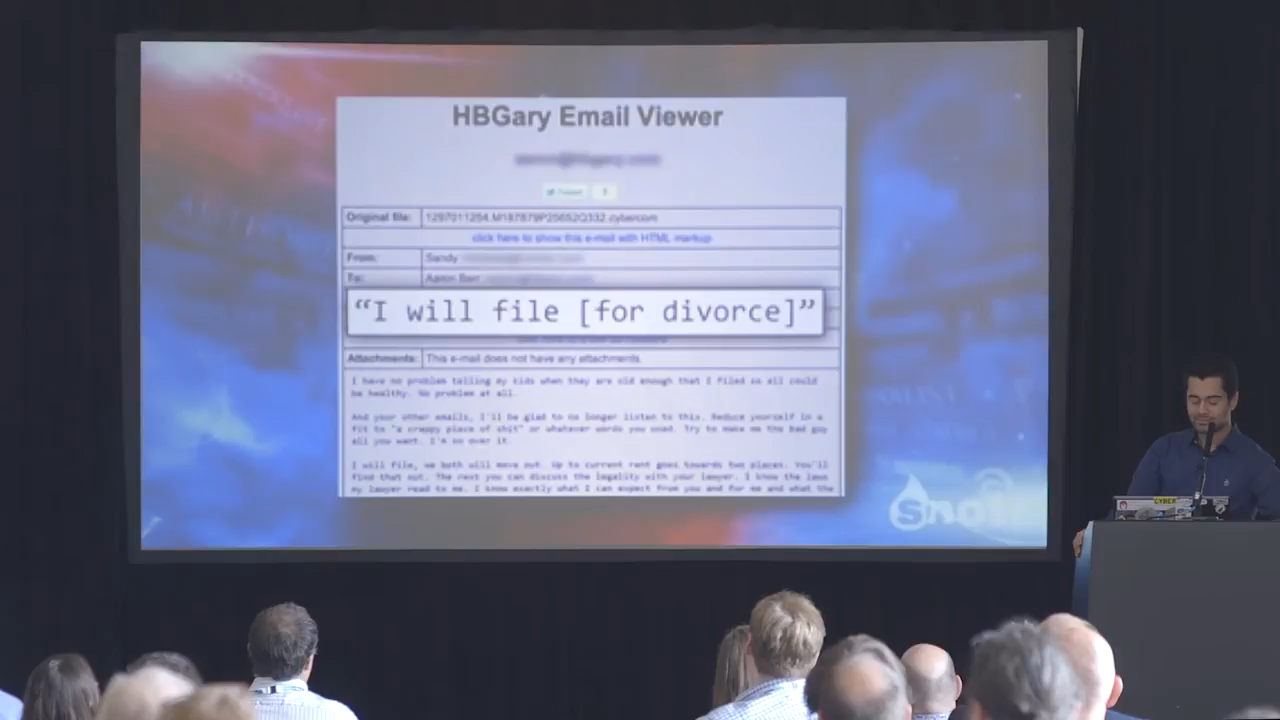 HBGary Email Viewer
Tweet
Original file:
click here to show this e-mail with HTML markup
From: Sandy
To: Aaron Barr
“I will file [for divorce]”
Attachments: This e-mail does not have any attachments.
I have no problem telling my kids when they are old enough that I filed so all could
be healthy. No problem at all.
And your other emails, I'll be glad to no longer listen to this. Reduce yourself in a
fit to "a crappy piece of shit" or whatever words you used. Try to make me the bad guy
all you want. I'm so over it.
I will file, we both will move out. Up to current rent goes towards two places. You'll
find that out. The rest you can discuss the legality with your lawyer. I know the laws
my lawyer read to me. I know exactly what I can expect from you and for me and what the
CYBER